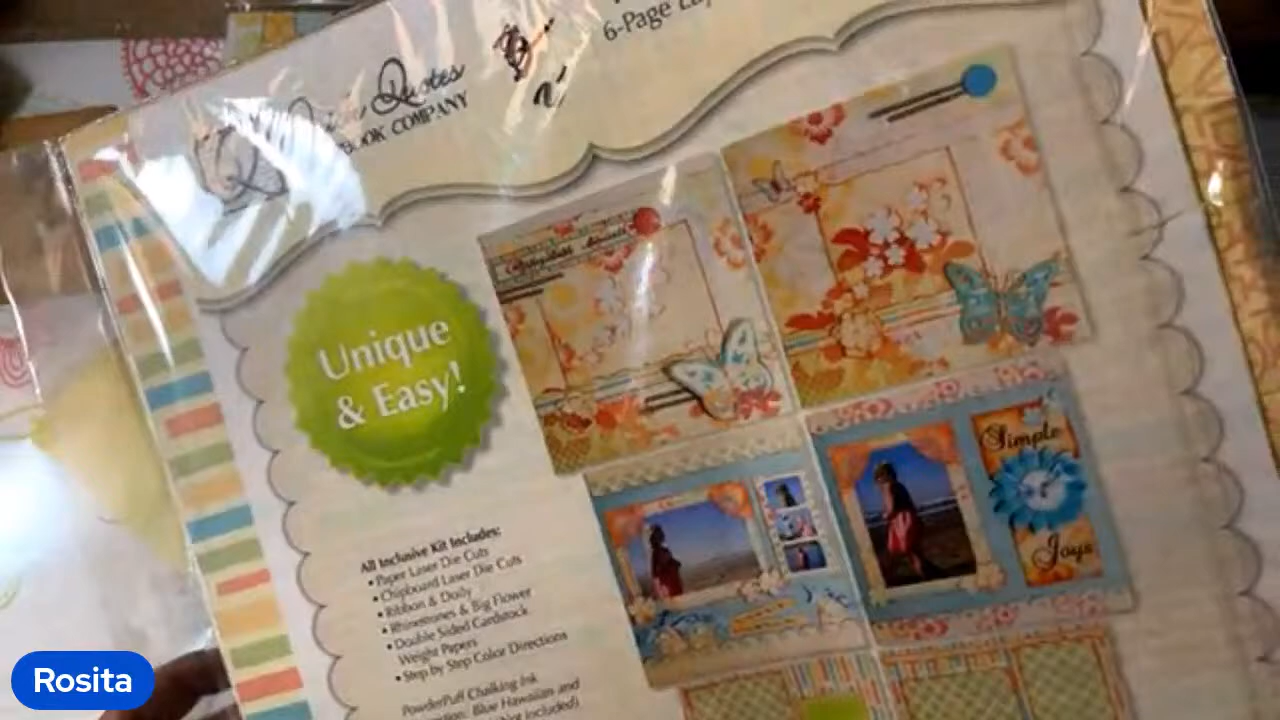 6-Page
Quotes
BOOK COMPANY
Unique
& Easy!
Simple
Joys
All Inclusive Kit Includes:
• Paper Laser Die Cuts
• Chipboard Laser Die Cuts
• Ribbon & Doily
• Rhinestones & Big Flower
• Double Sided Cardstock
Weight Papers
• Step by Step Color Directions
PowderPuff Chalking Ink
Blue Hawaiian and
Not Included)
Rosita